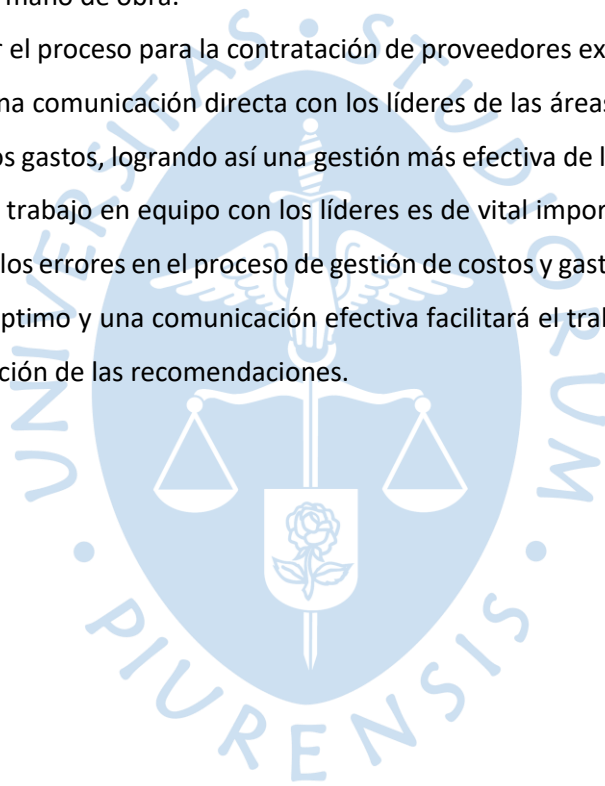 mano de obra.
r el proceso para la contratación de proveedores ex
na comunicación directa con los líderes de las áreas
os gastos, logrando así una gestión más efectiva de l
trabajo en equipo con los líderes es de vital impor
los errores en el proceso de gestión de costos y gast
ptimo y una comunicación efectiva facilitará el tra
ción de las recomendaciones.
UNIVERSITAS • STUDIORUM • PIURENSIS •